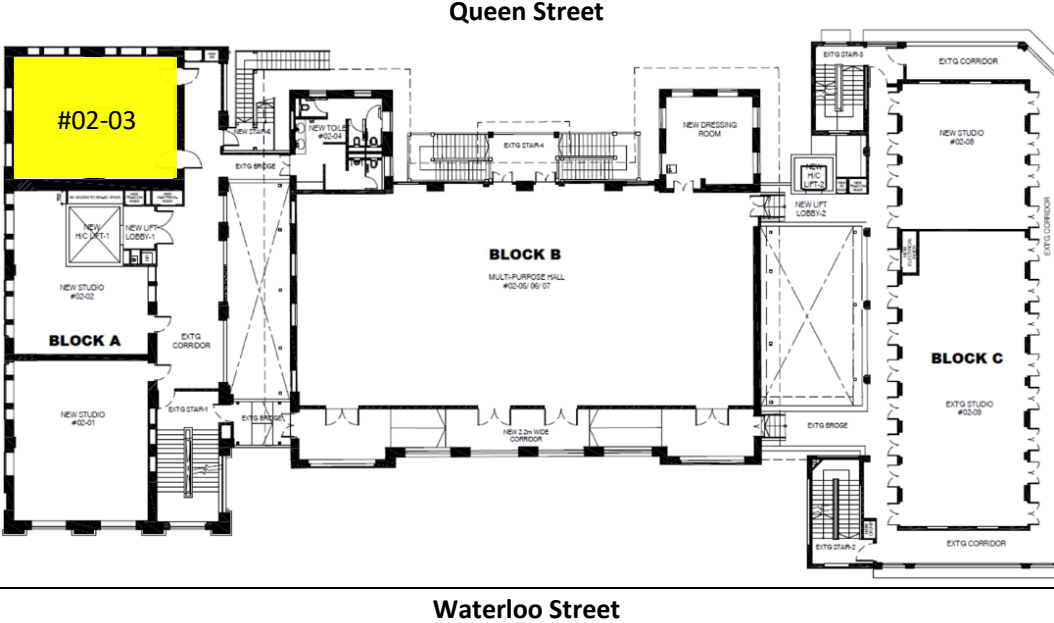 Queen Street
EXTG STAIR-3
EXTG CORRIDOR
#02-03
NEW STAIR-5
NEW TOILET
#02-04
EXTG STAIR-4
NEW DRESSING
ROOM
NEW STUDIO
#02-08
EXTG BRIDGE
NEW
H/C
LIFT-2
NEW LIFT
LOBBY-2
EXTG CORRIDOR
NEW
H/C LIFT-1
NEW LIFT
LOBBY-1
BLOCK B
MULTI-PURPOSE HALL
#02-05/ 06/ 07
NEW STUDIO
#02-02
BLOCK A
EXTG
CORRIDOR
BLOCK C
EXTG STUDIO
#02-09
NEW STUDIO
#02-01
EXTG STAIR-1
EXTG BRIDGE
NEW 2.2m WIDE
CORRIDOR
EXTG BRIDGE
EXTG STAIR-2
EXTG CORRIDOR
Waterloo Street